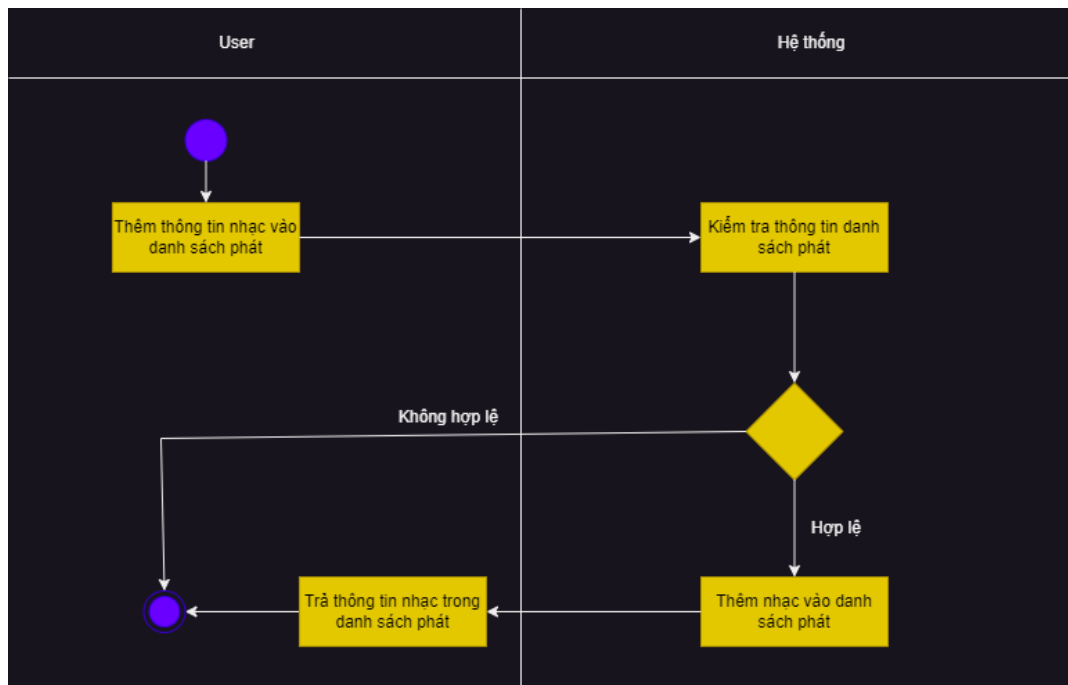 User
Hệ thống
Thêm thông tin nhạc vào
danh sách phát
Kiểm tra thông tin danh
sách phát
Không hợp lệ
Hợp lệ
Trả thông tin nhạc trong
danh sách phát
Thêm nhạc vào danh
sách phát